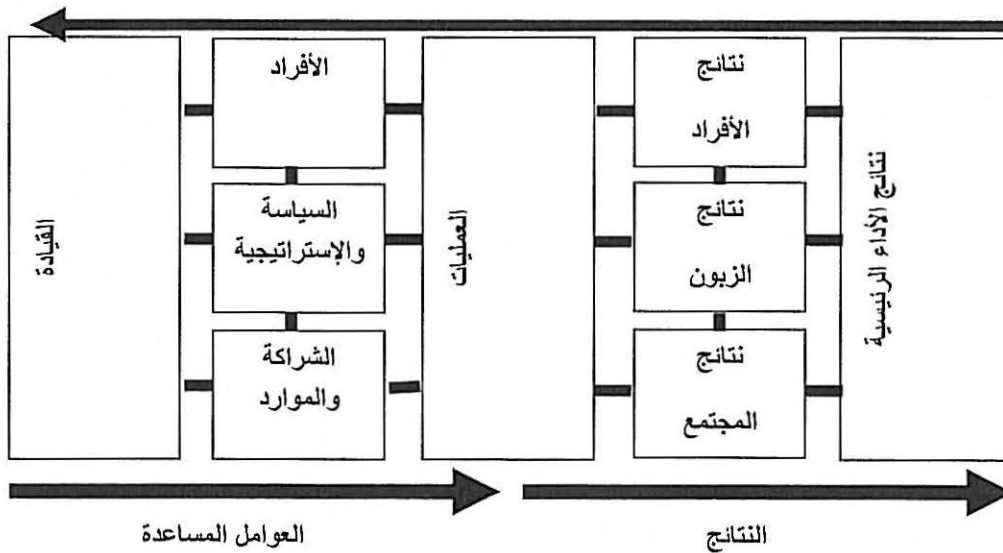 القيادة
الأفراد
السياسة
والإستراتيجية
الشراكة
والموارد
العمليات
نتائج
الأفراد
نتائج
الزبون
نتائج
المجتمع
نتائج الأداء الرئيسية
العوامل المساعدة
النتائج